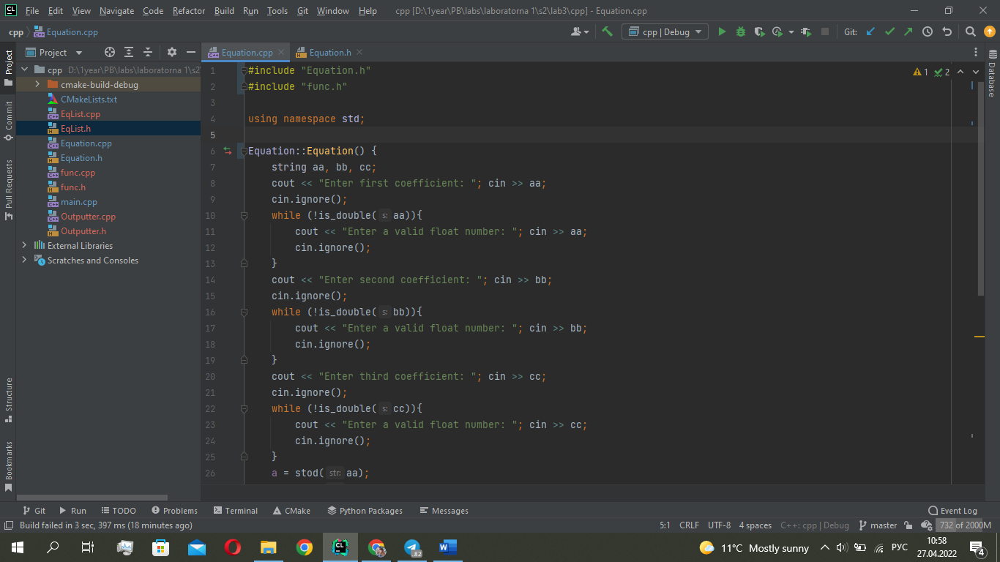 File Edit View Navigate Code Refactor Build Run Tools Git Window Help cpp [D:\1year\PB\labs\laboratorna 1\s2\lab3\cpp] - Equation.cpp
cpp Equation.cpp cpp | Debug Git:
Project Equation.cpp Equation.h
cpp D:\1year\PB\labs\laboratorna 1\s2\
cmake-build-debug
CMakeLists.txt
EqList.cpp
EqList.h
Equation.cpp
Equation.h
func.cpp
func.h
main.cpp
Outputter.cpp
Outputter.h
External Libraries
Scratches and Consoles
Project
Commit
Pull Requests
Structure
Bookmarks
1 #include "Equation.h"
2 #include "func.h"
3
4 using namespace std;
5
6 Equation::Equation() {
7 string aa, bb, cc;
8 cout << "Enter first coefficient: "; cin >> aa;
9 cin.ignore();
10 while (!is_double( s: aa)){
11 cout << "Enter a valid float number: "; cin >> aa;
12 cin.ignore();
13 }
14 cout << "Enter second coefficient: "; cin >> bb;
15 cin.ignore();
16 while (!is_double( s: bb)){
17 cout << "Enter a valid float number: "; cin >> bb;
18 cin.ignore();
19 }
20 cout << "Enter third coefficient: "; cin >> cc;
21 cin.ignore();
22 while (!is_double( s: cc)){
23 cout << "Enter a valid float number: "; cin >> cc;
24 cin.ignore();
25 }
26 a = stod( str: aa);
1 2
Database
Git Run TODO Problems Terminal CMake Python Packages Messages Event Log
Build failed in 3 sec, 397 ms (18 minutes ago) 5:1 CRLF UTF-8 4 spaces C++: cpp | Debug master 732 of 2000M
82 11°C Mostly sunny РУС 10:58
27.04.2022 4